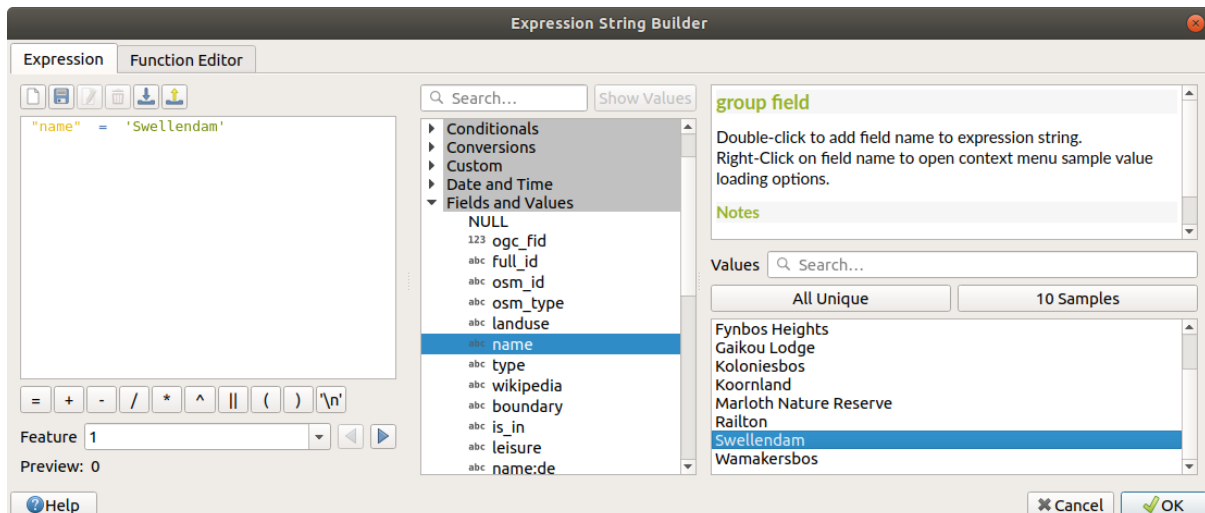 Expression String Builder
Expression
Function Editor
"name" = 'Swellendam'
= + - / * ^ || ( ) '\n'
Feature 1
Preview: 0
Search...
Show Values
Conditionals
Conversions
Custom
Date and Time
Fields and Values
NULL
123 ogc_fid
abc full_id
abc osm_id
abc osm_type
abc landuse
abc name
abc type
abc wikipedia
abc boundary
abc is_in
abc leisure
abc name:de
group field
Double-click to add field name to expression string.
Right-Click on field name to open context menu sample value
loading options.
Notes
Values Search...
All Unique
10 Samples
Fynbos Heights
Gaikou Lodge
Koloniesbos
Koornland
Marloth Nature Reserve
Railton
Swellendam
Wamakersbos
Help
Cancel
OK